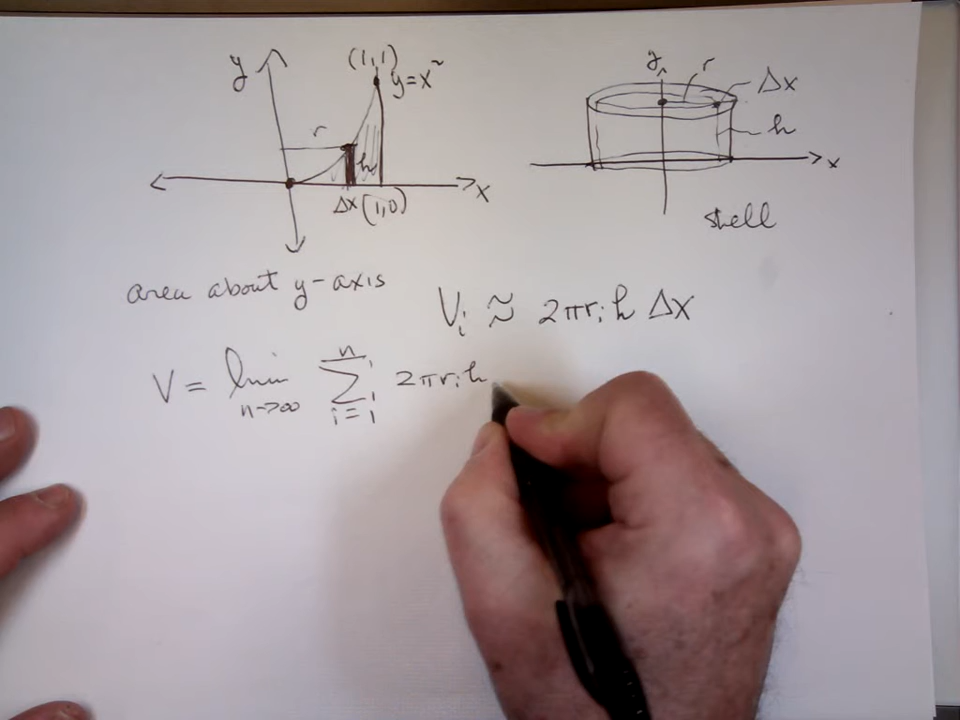 y
(1,1)
y=x²
r
h
x
Δx (1,0)
y
r
Δx
h
x
shell
area about y-axis
Vᵢ ≈ 2πrᵢ h Δx
V = lim n→∞ n Σ i=1 2πrᵢh